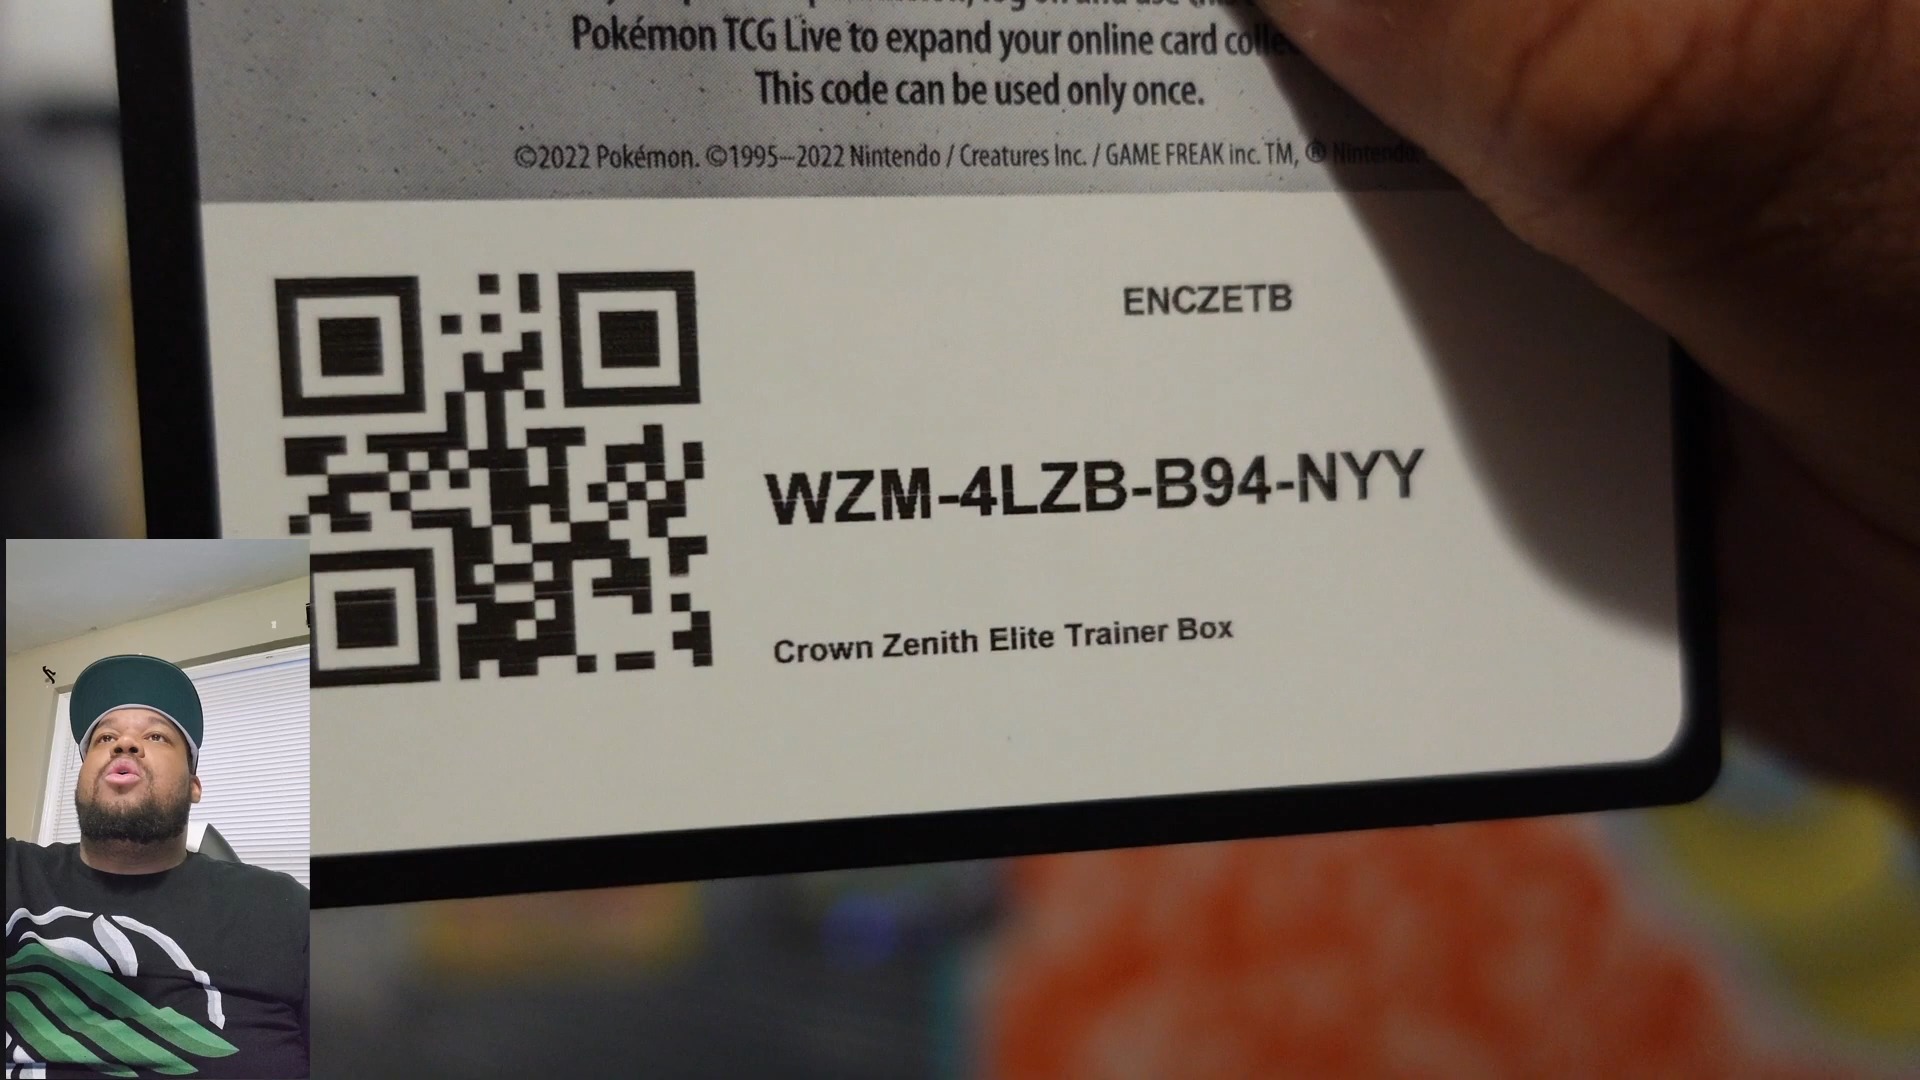 Pokémon TCG Live to expand your online card
This code can be used only once.
©2022 Pokémon. ©1995–2022 Nintendo / Creatures Inc. / GAME FREAK inc. TM, ® Nintendo.
ENCZETB
WZM-4LZB-B94-NYY
Crown Zenith Elite Trainer Box